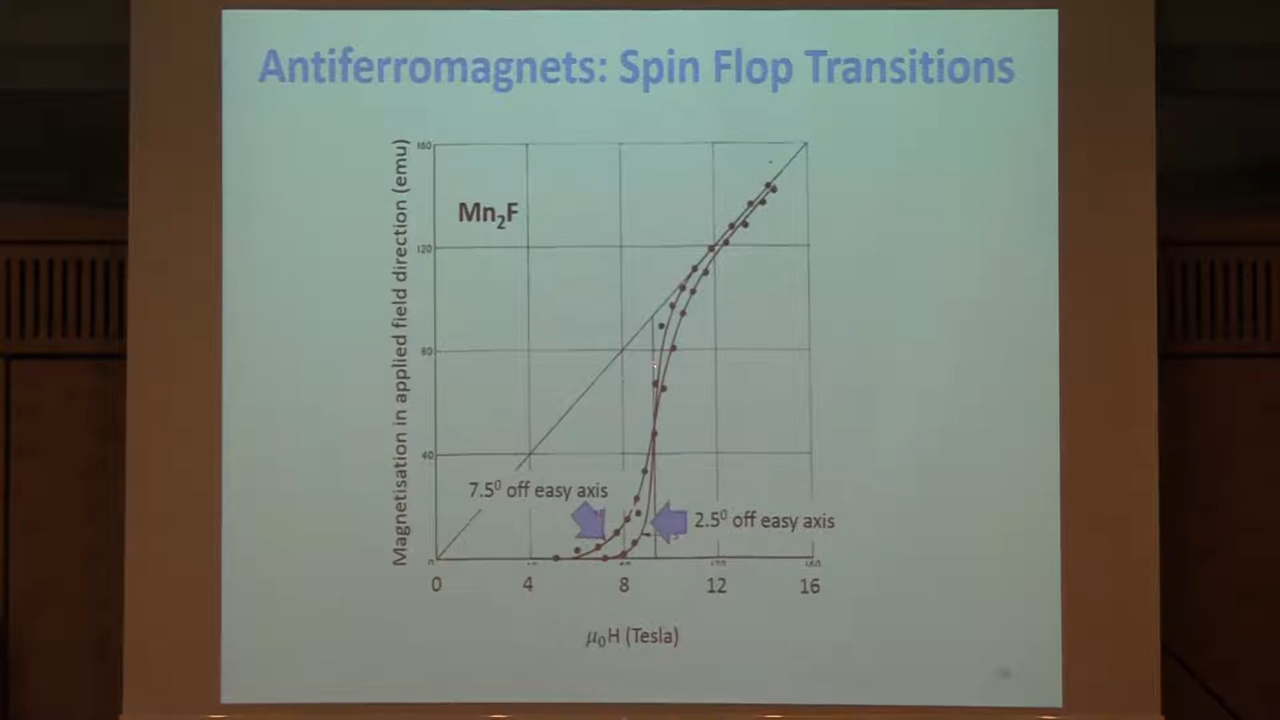 Antiferromagnets: Spin Flop Transitions
Magnetisation in applied field direction (emu)
160
Mn₂F
120
80
40
7.5⁰ off easy axis
2.5⁰ off easy axis
0
0 4 8 12 16
μ₀H (Tesla)